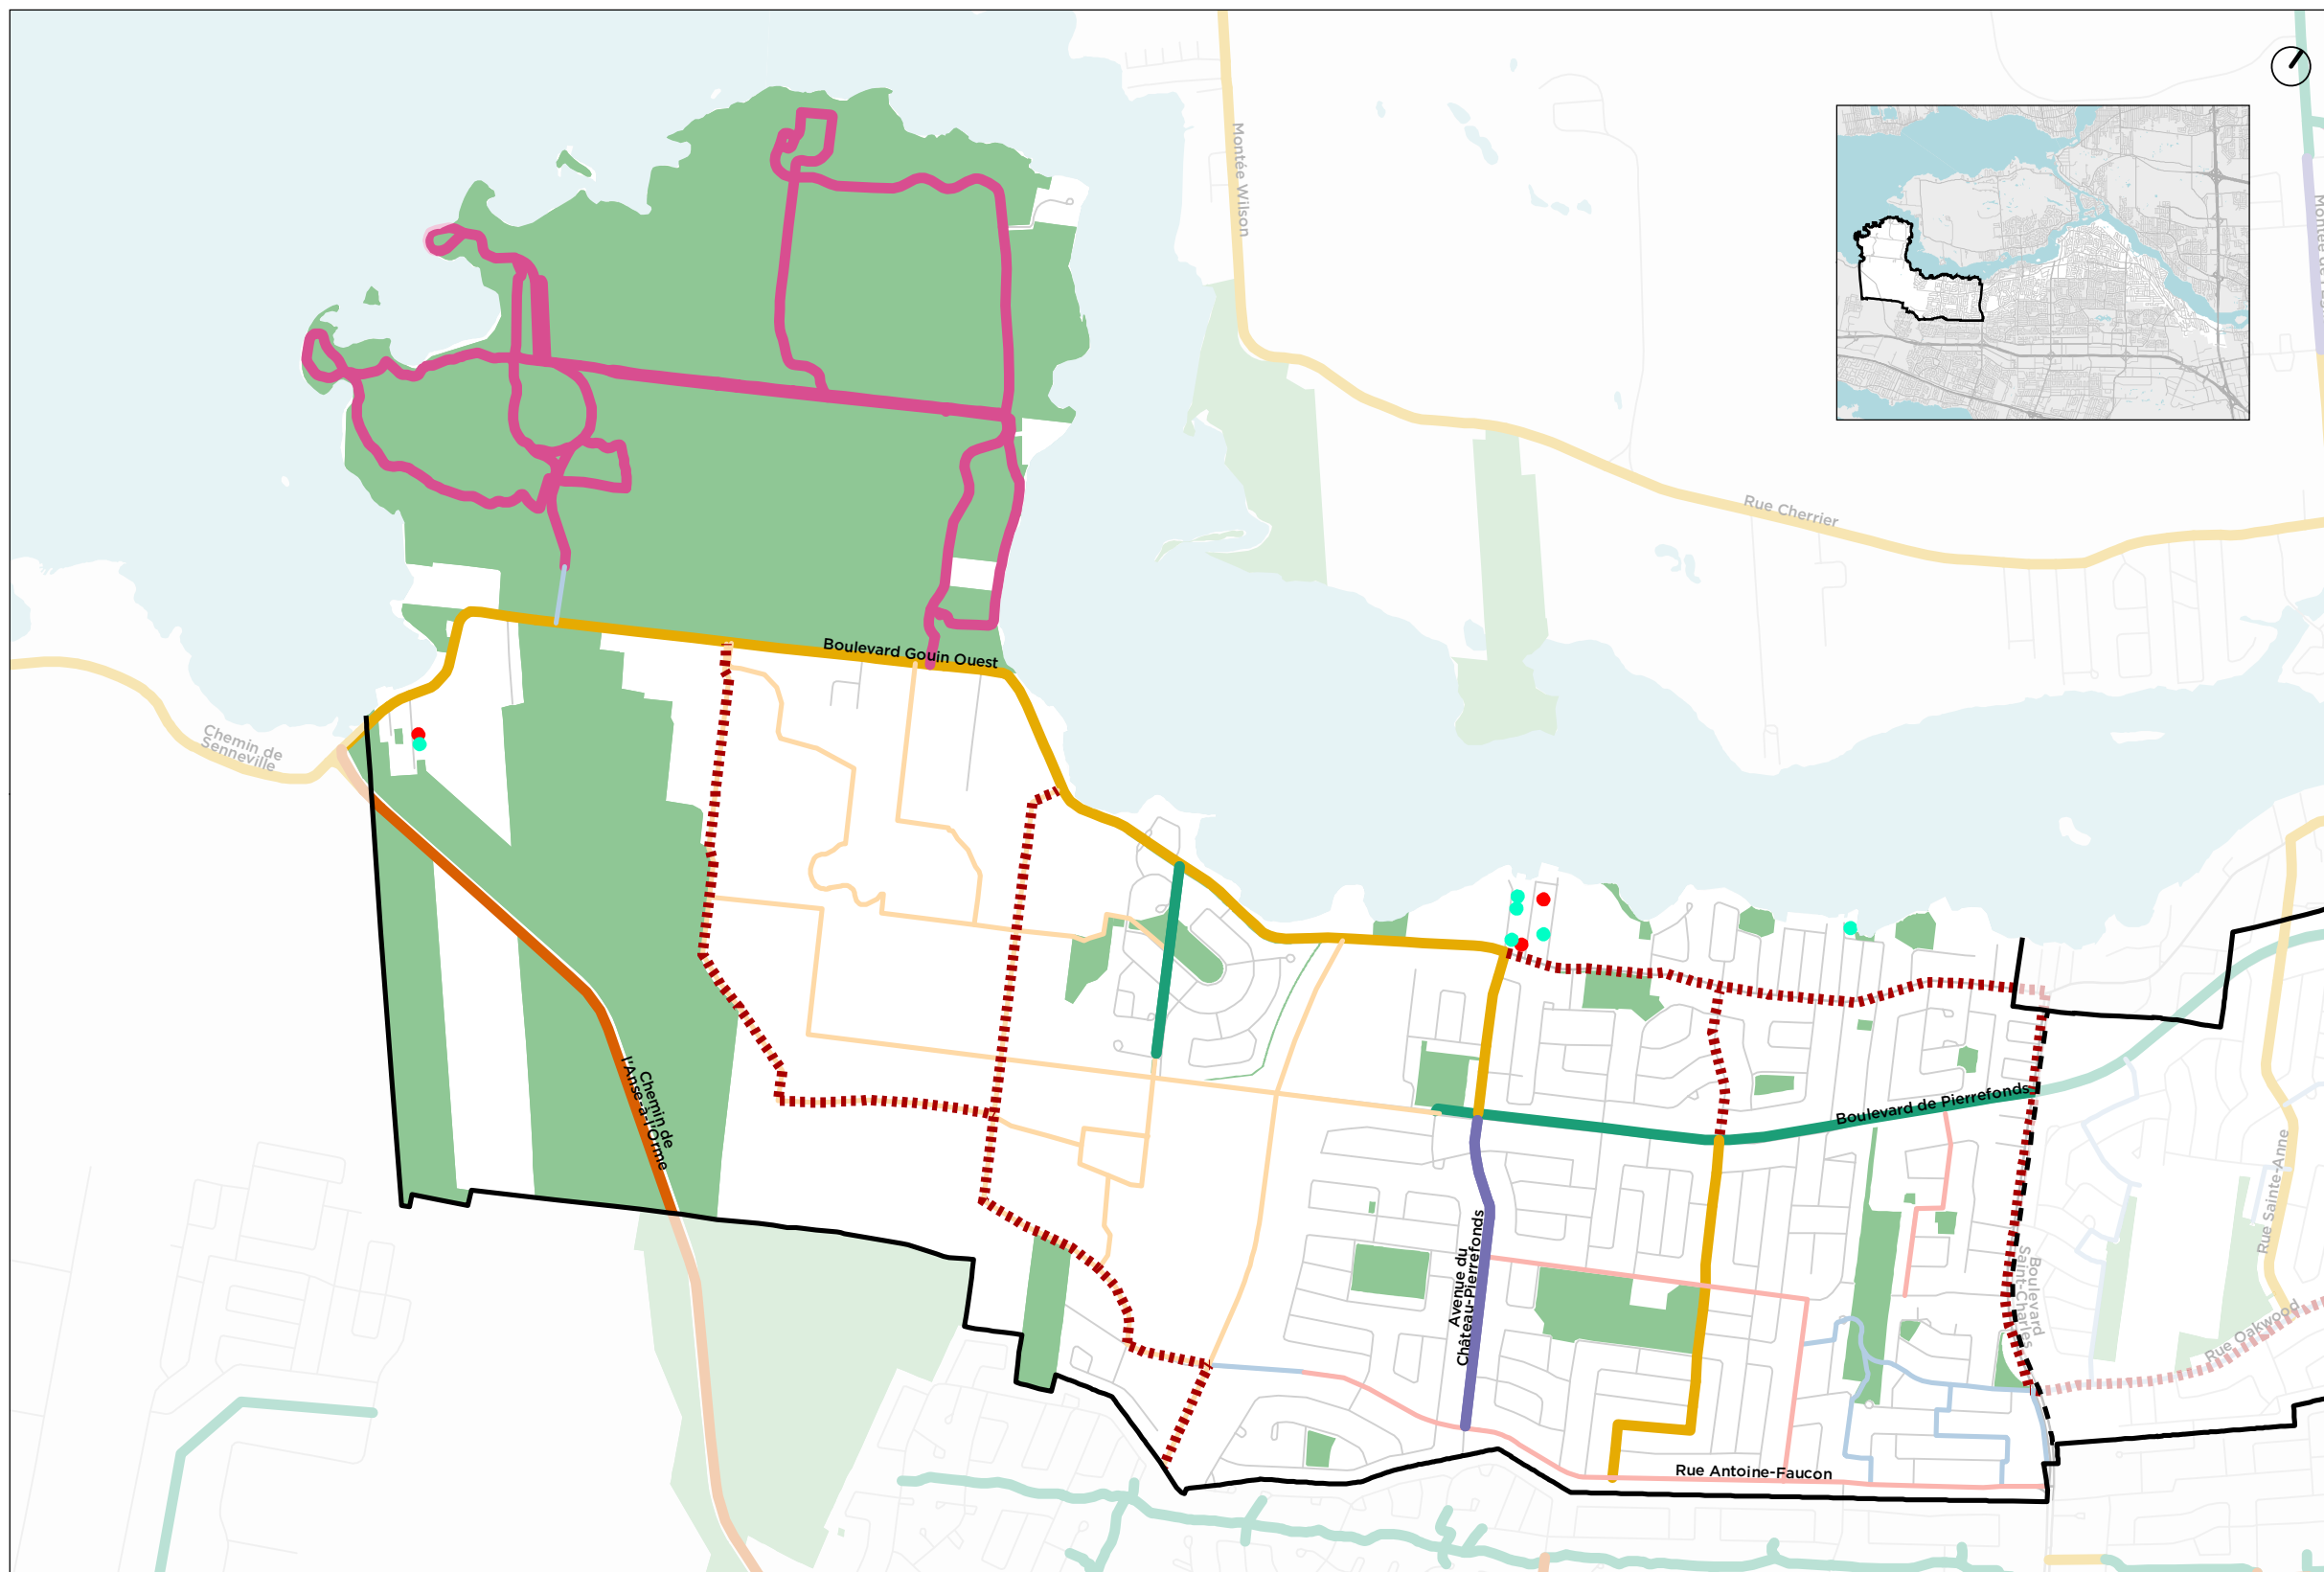 Montée Wilson
Rue Cherrier
Boulevard Gouin Ouest
Chemin de
Senneville
Chemin de
l'Anse-à-l'Orme
Boulevard de Pierrefonds
Avenue du
Château-Pierrefonds
Boulevard
Saint-Charles
Rue Sainte-Anne
Rue Oakwood
Rue Antoine-Faucon